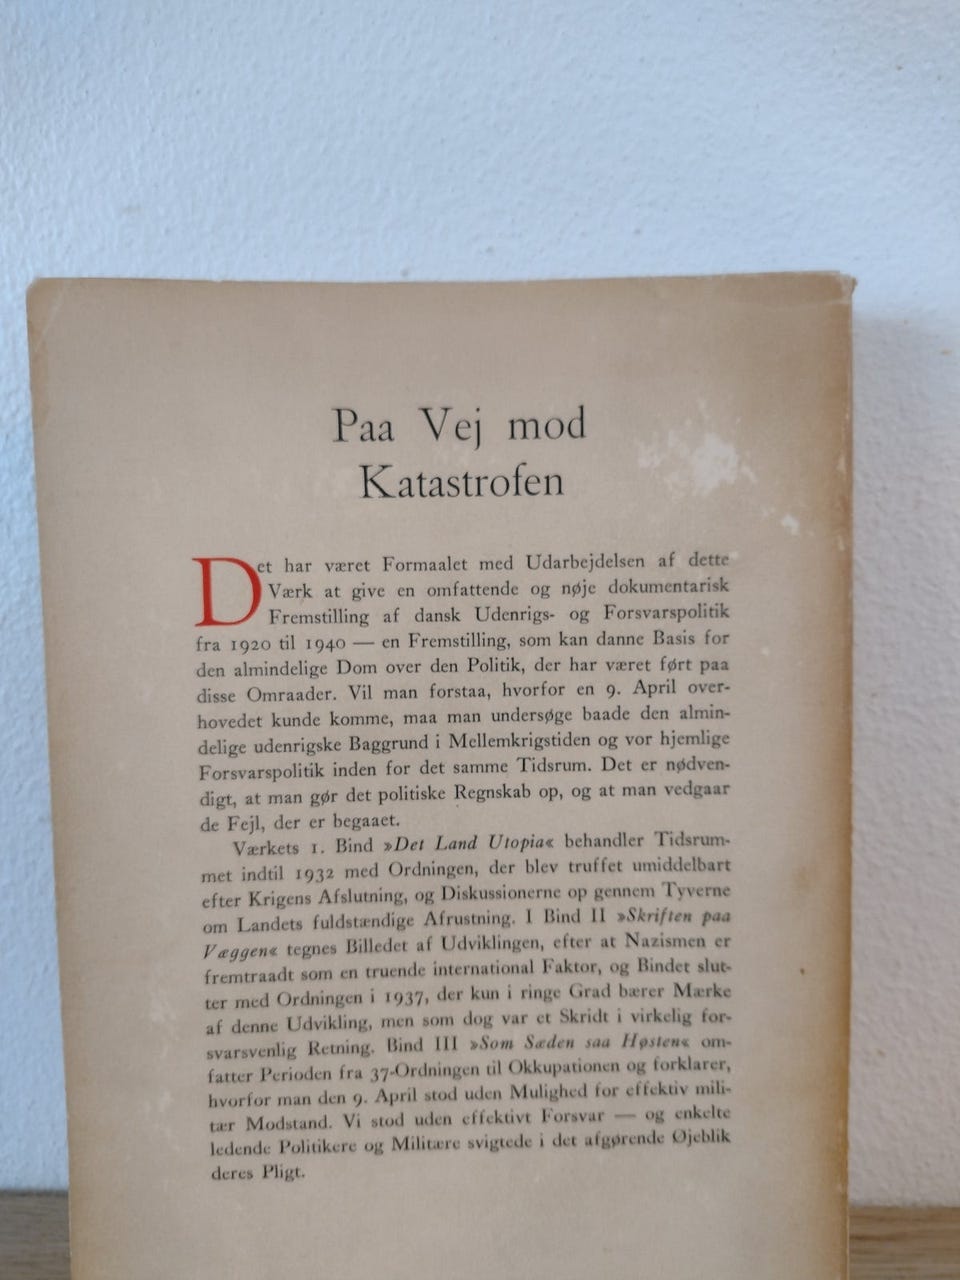 Paa Vej mod
Katastrofen
Det har været Formaalet med Udarbejdelsen af dette
Værk at give en omfattende og nøje dokumentarisk
Fremstilling af dansk Udenrigs- og Forsvarspolitik
fra 1920 til 1940 — en Fremstilling, som kan danne Basis for
den almindelige Dom over den Politik, der har været ført paa
disse Omraader. Vil man forstaa, hvorfor en 9. April over-
hovedet kunde komme, maa man undersøge baade den almin-
delige udenrigske Baggrund i Mellemkrigstiden og vor hjemlige
Forsvarspolitik inden for det samme Tidsrum. Det er nødven-
digt, at man gør det politiske Regnskab op, og at man vedgaar
de Fejl, der er begaaet.
Værkets 1. Bind »Det Land Utopia« behandler Tidsrum-
met indtil 1932 med Ordningen, der blev truffet umiddelbart
efter Krigens Afslutning, og Diskussionerne op gennem Tyverne
om Landets fuldstændige Afrustning. I Bind II »Skriften paa
Væggen« tegnes Billedet af Udviklingen, efter at Nazismen er
fremtraadt som en truende international Faktor, og Bindet slut-
ter med Ordningen i 1937, der kun i ringe Grad bærer Mærke
af denne Udvikling, men som dog var et Skridt i virkelig for-
svarsvenlig Retning. Bind III »Som Sæden saa Høsten« om-
fatter Perioden fra 37-Ordningen til Okkupationen og forklarer,
hvorfor man den 9. April stod uden Mulighed for effektiv mili-
tær Modstand. Vi stod uden effektivt Forsvar — og enkelte
ledende Politikere og Militære svigtede i det afgørende Øjeblik
deres Pligt.